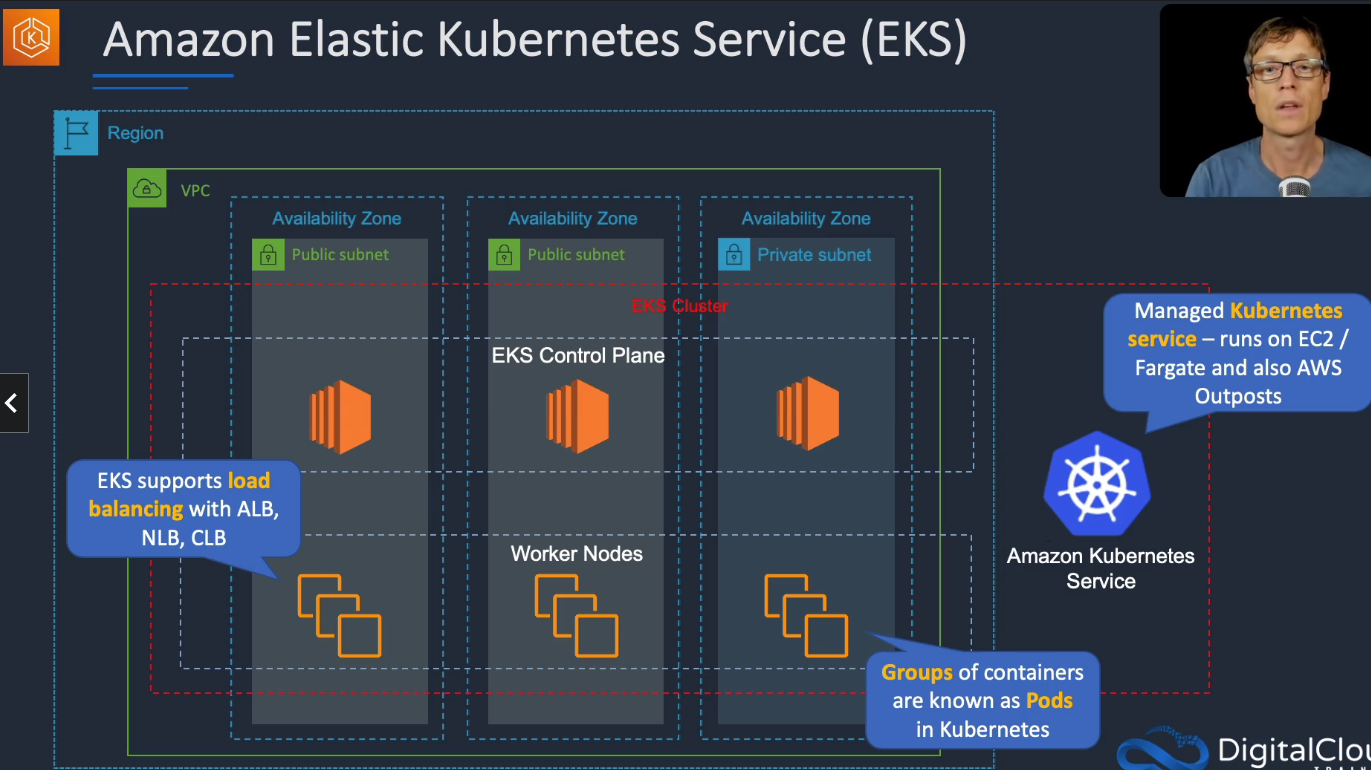 Amazon Elastic Kubernetes Service (EKS)
Region
VPC
Availability Zone
Availability Zone
Availability Zone
Public subnet
Public subnet
Private subnet
EKS Cluster
EKS Control Plane
Managed Kubernetes
service – runs on EC2 /
Fargate and also AWS
Outposts
EKS supports load
balancing with ALB,
NLB, CLB
Worker Nodes
Amazon Kubernetes
Service
Groups of containers
are known as Pods
in Kubernetes
DigitalClou